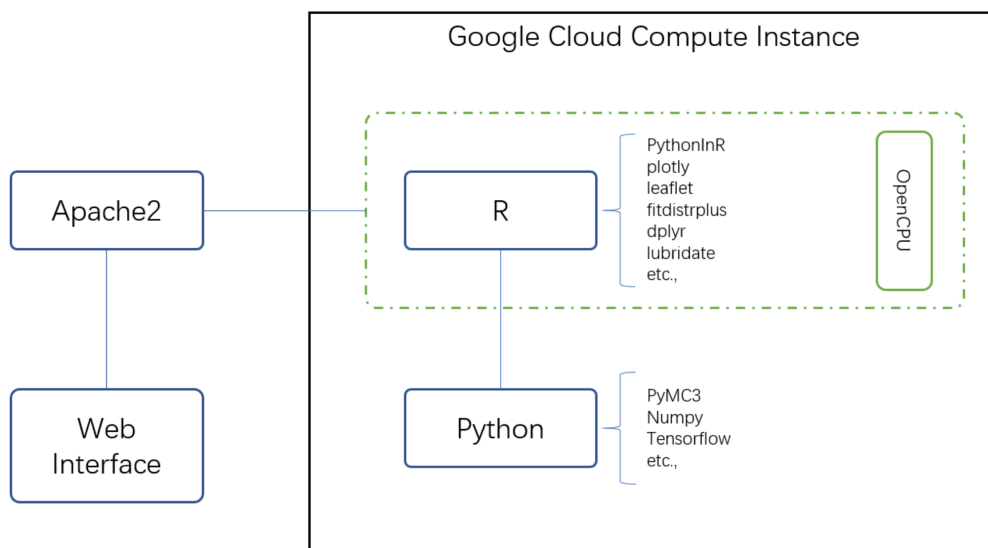 Google Cloud Compute Instance
Apache2
R
PythonInR
plotly
leaflet
fitdistrplus
dplyr
lubridate
etc.,
OpenCPU
Web
Interface
Python
PyMC3
Numpy
Tensorflow
etc.,